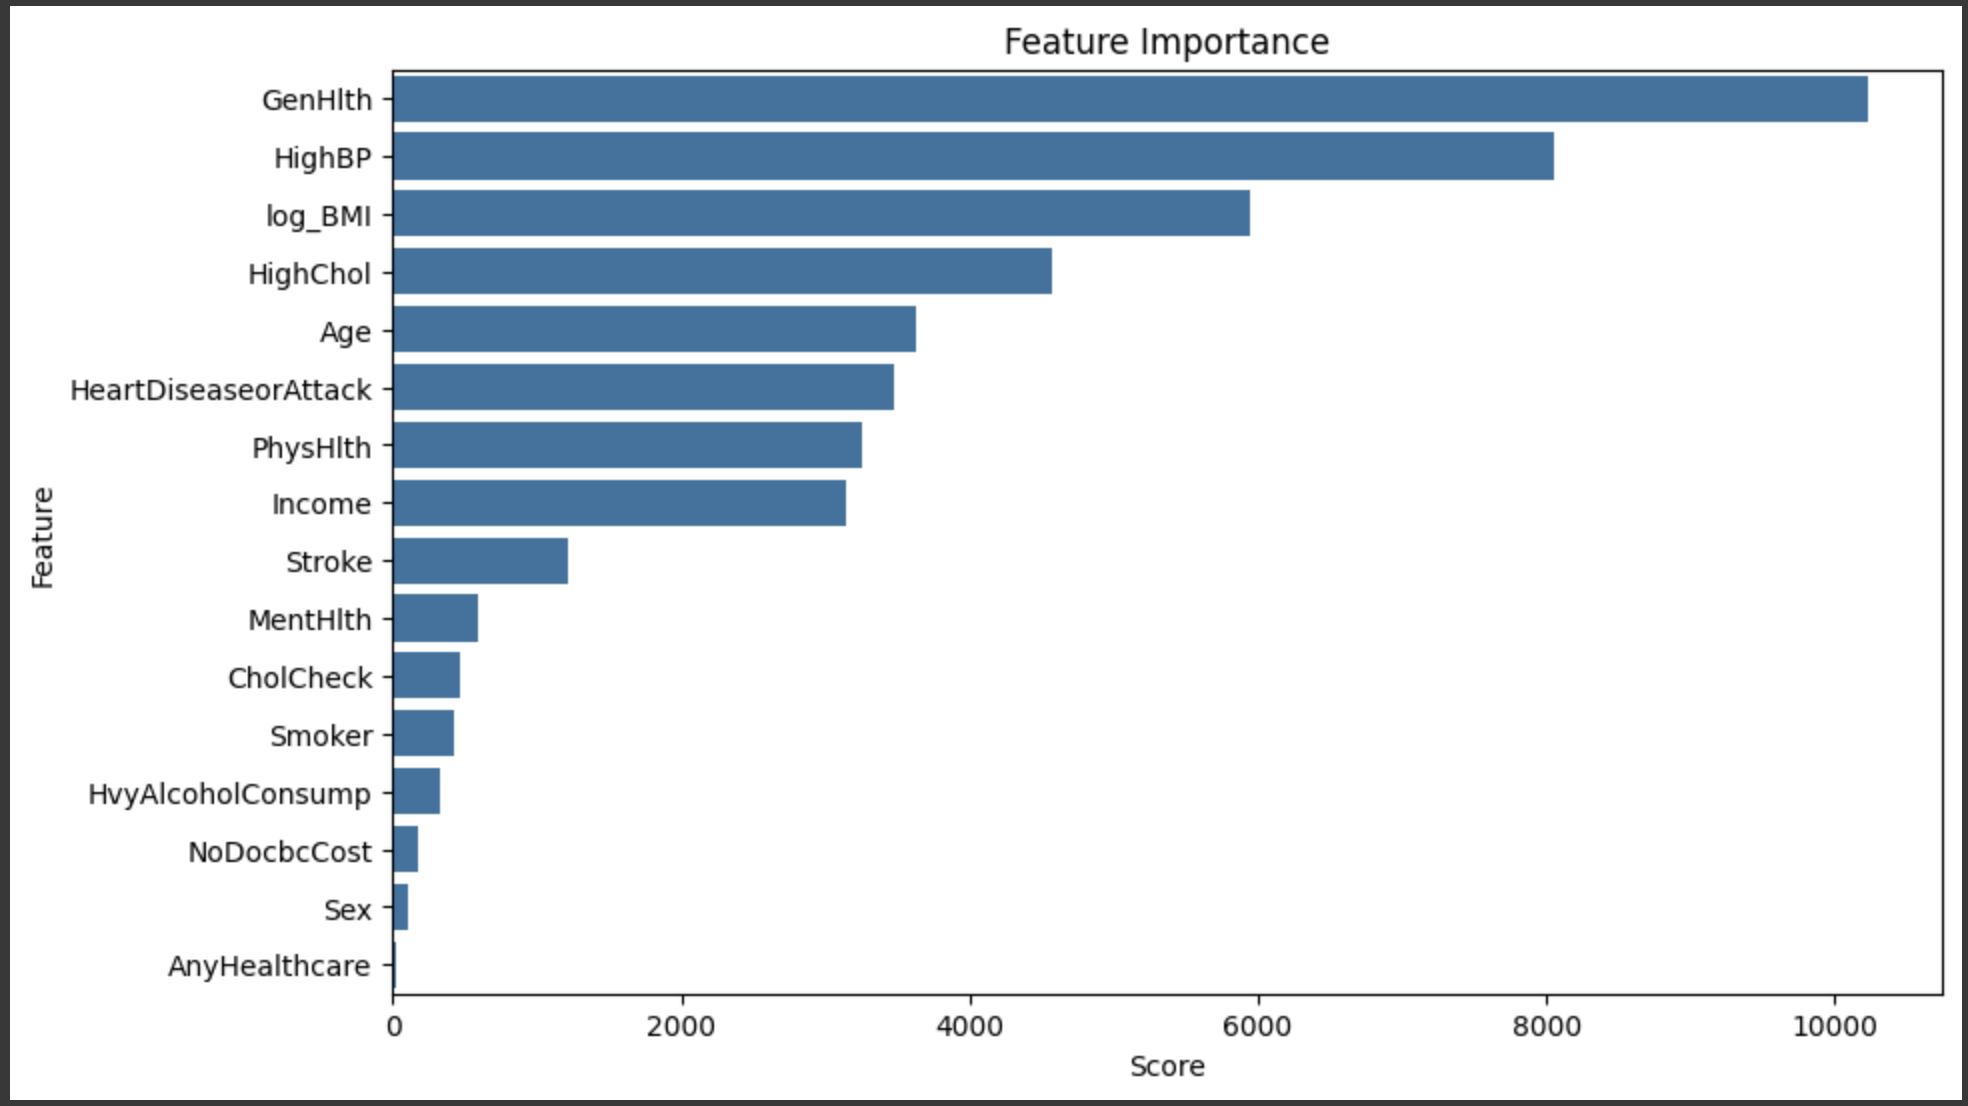 Feature Importance
GenHlth
HighBP
log_BMI
HighChol
Age
HeartDiseaseorAttack
PhysHlth
Income
Stroke
MentHlth
CholCheck
Smoker
HvyAlcoholConsump
NoDocbcCost
Sex
AnyHealthcare
Feature
0 2000 4000 6000 8000 10000
Score